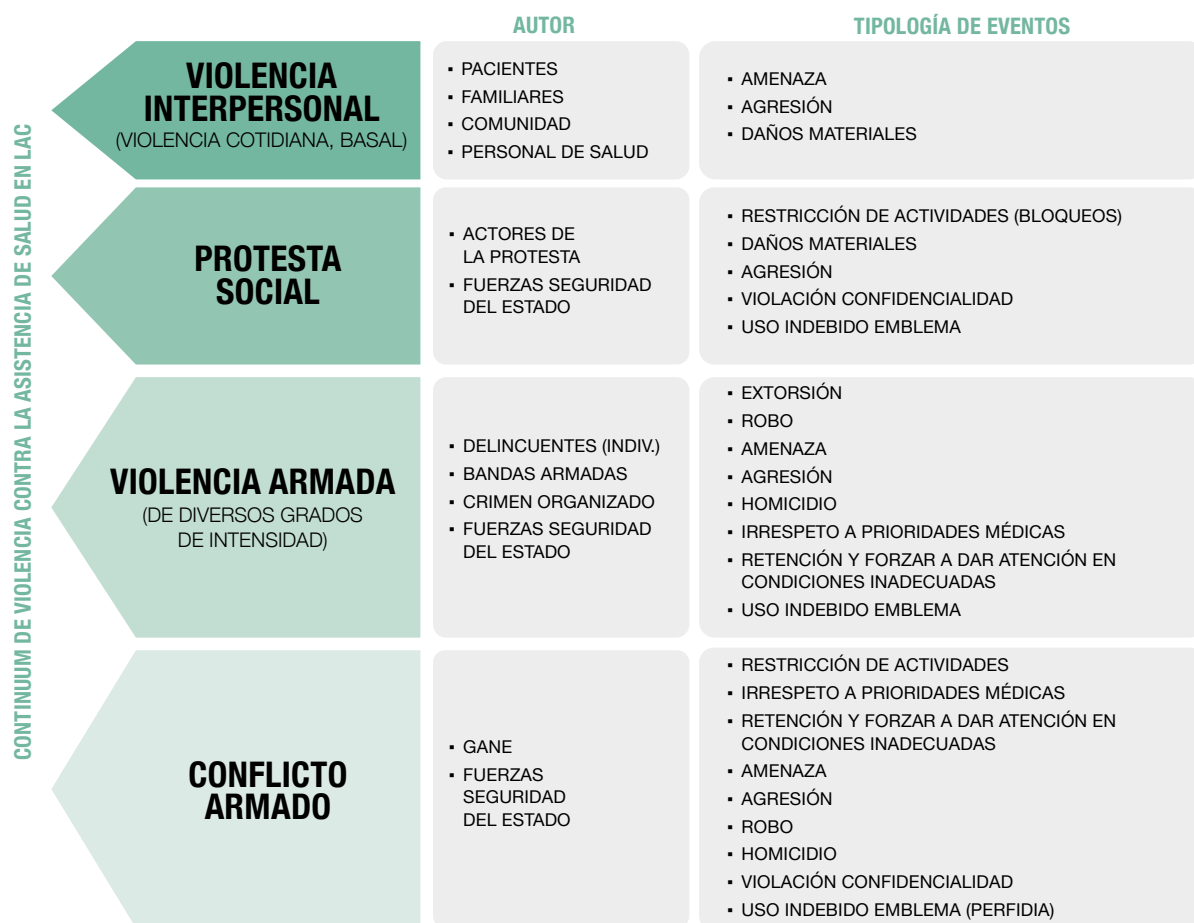 AUTOR
TIPOLOGÍA DE EVENTOS
CONTINUUM DE VIOLENCIA CONTRA LA ASISTENCIA DE SALUD EN LAC
VIOLENCIA
INTERPERSONAL
(VIOLENCIA COTIDIANA, BASAL)
▪ PACIENTES
▪ FAMILIARES
▪ COMUNIDAD
▪ PERSONAL DE SALUD
▪ AMENAZA
▪ AGRESIÓN
▪ DAÑOS MATERIALES
PROTESTA
SOCIAL
▪ ACTORES DE
LA PROTESTA
▪ FUERZAS SEGURIDAD
DEL ESTADO
▪ RESTRICCIÓN DE ACTIVIDADES (BLOQUEOS)
▪ DAÑOS MATERIALES
▪ AGRESIÓN
▪ VIOLACIÓN CONFIDENCIALIDAD
▪ USO INDEBIDO EMBLEMA
VIOLENCIA ARMADA
(DE DIVERSOS GRADOS
DE INTENSIDAD)
▪ DELINCUENTES (INDIV.)
▪ BANDAS ARMADAS
▪ CRIMEN ORGANIZADO
▪ FUERZAS SEGURIDAD
DEL ESTADO
▪ EXTORSIÓN
▪ ROBO
▪ AMENAZA
▪ AGRESIÓN
▪ HOMICIDIO
▪ IRRESPETO A PRIORIDADES MÉDICAS
▪ RETENCIÓN Y FORZAR A DAR ATENCIÓN EN
CONDICIONES INADECUADAS
▪ USO INDEBIDO EMBLEMA
CONFLICTO
ARMADO
▪ GANE
▪ FUERZAS
SEGURIDAD
DEL ESTADO
▪ RESTRICCIÓN DE ACTIVIDADES
▪ IRRESPETO A PRIORIDADES MÉDICAS
▪ RETENCIÓN Y FORZAR A DAR ATENCIÓN EN
CONDICIONES INADECUADAS
▪ AMENAZA
▪ AGRESIÓN
▪ ROBO
▪ HOMICIDIO
▪ VIOLACIÓN CONFIDENCIALIDAD
▪ USO INDEBIDO EMBLEMA (PERFIDIA)